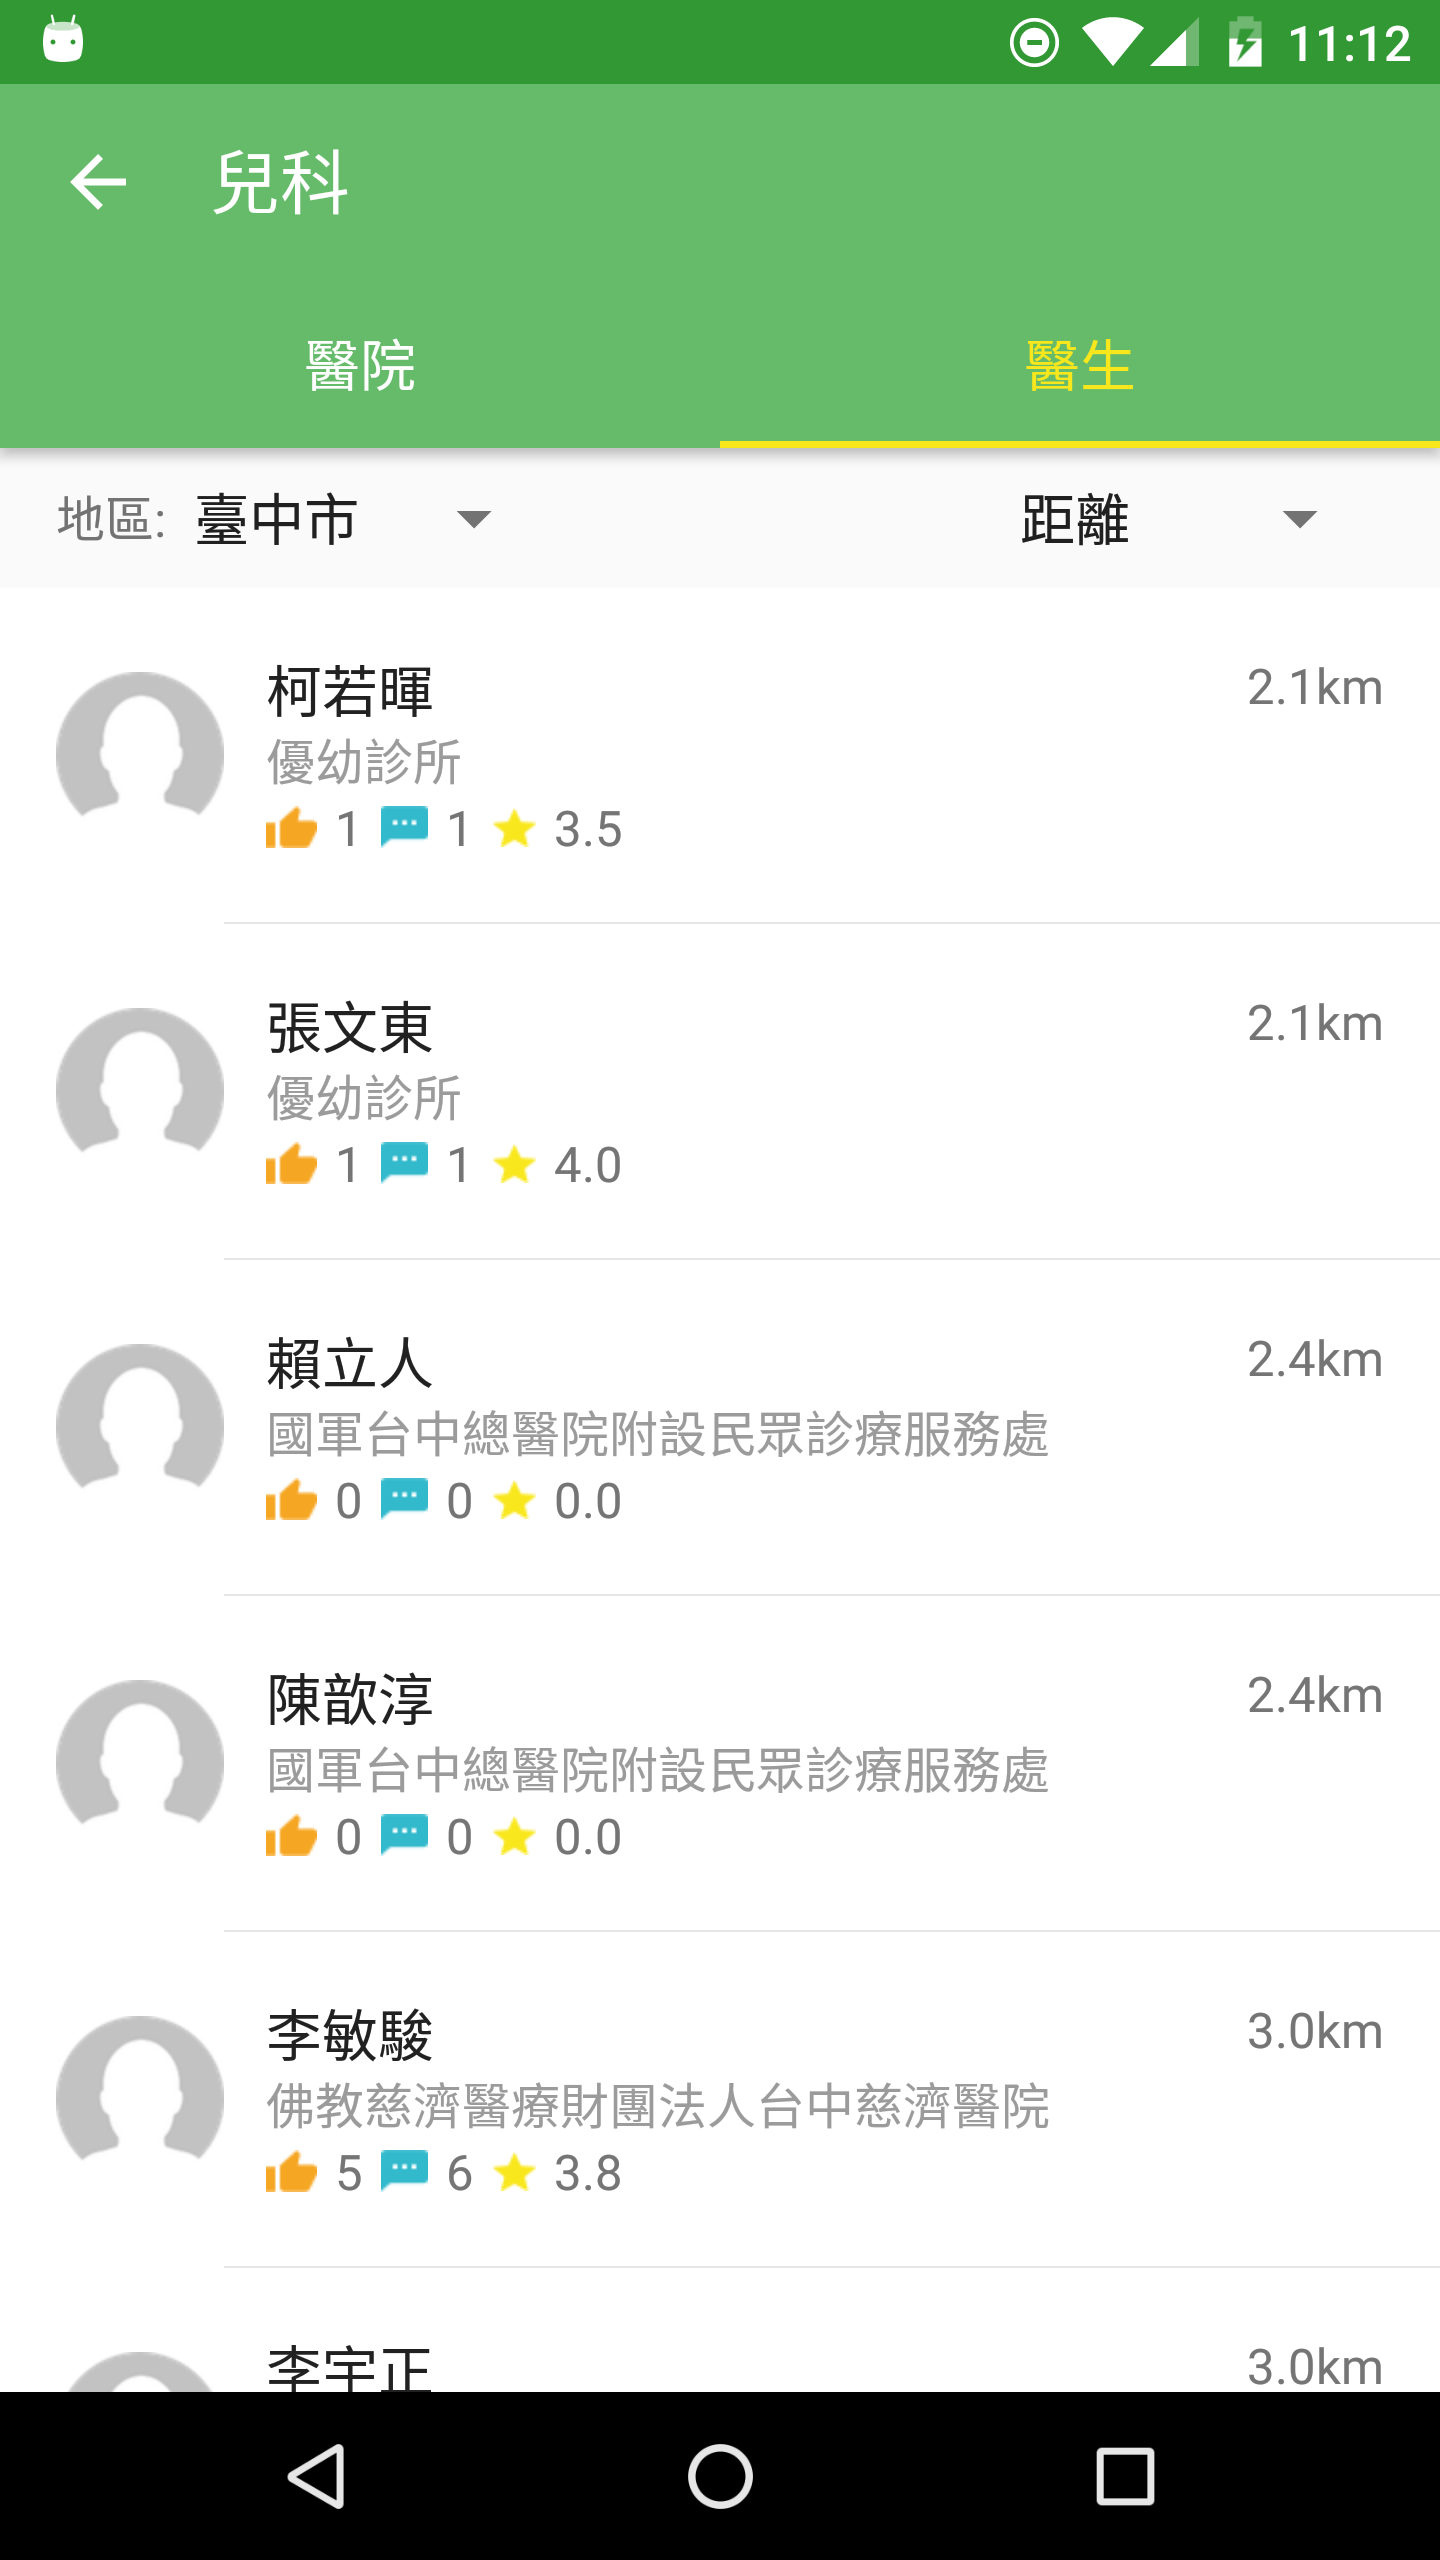 11:12
兒科
醫院 醫生
地區: 臺中市 距離
柯若暉 2.1km
優幼診所
1 1 3.5
張文東 2.1km
優幼診所
1 1 4.0
賴立人 2.4km
國軍台中總醫院附設民眾診療服務處
0 0 0.0
陳歆淳 2.4km
國軍台中總醫院附設民眾診療服務處
0 0 0.0
李敏駿 3.0km
佛教慈濟醫療財團法人台中慈濟醫院
5 6 3.8
李宇正 3.0km